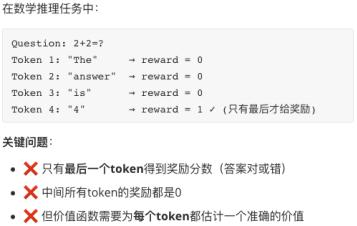 在数学推理任务中：
Question: 2+2=?
Token 1: "The" → reward = 0
Token 2: "answer" → reward = 0
Token 3: "is" → reward = 0
Token 4: "4" → reward = 1 ✓ (只有最后才给奖励)
关键问题：
• ❌ 只有最后一个token得到奖励分数（答案对或错）
• ❌ 中间所有token的奖励都是0
• ❌ 但价值函数需要为每个token都估计一个准确的价值